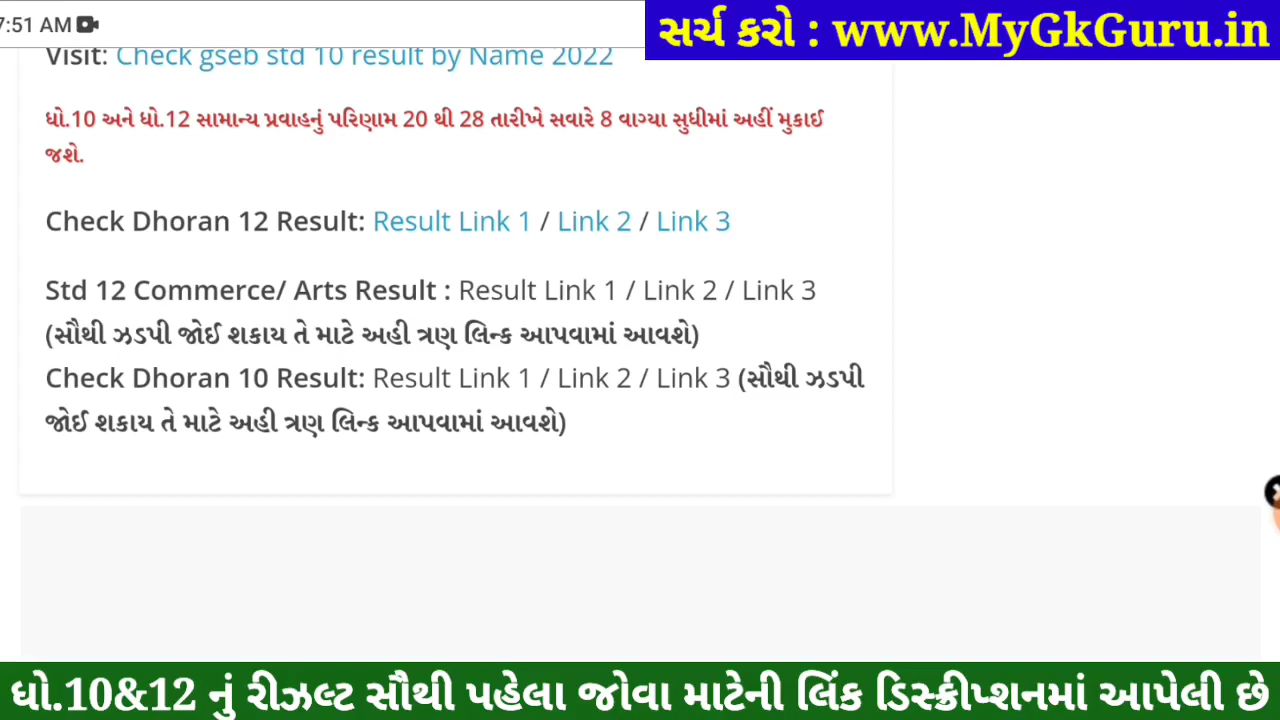 7:51 AM
સર્ચ કરો : www.MyGkGuru.in
Visit: Check gseb std 10 result by Name 2022
ધો.10 અને ધો.12 સામાન્ય પ્રવાહનું પરિણામ 20 થી 28 તારીખે સવારે 8 વાગ્યા સુધીમાં અહીં મુકાઈ
જશે.
Check Dhoran 12 Result: Result Link 1 / Link 2 / Link 3
Std 12 Commerce/ Arts Result : Result Link 1 / Link 2 / Link 3
(સૌથી ઝડપી જોઈ શકાય તે માટે અહી ત્રણ લિન્ક આપવામાં આવશે)
Check Dhoran 10 Result: Result Link 1 / Link 2 / Link 3 (સૌથી ઝડપી
જોઈ શકાય તે માટે અહી ત્રણ લિન્ક આપવામાં આવશે)
ધો.10&12 નું રીઝલ્ટ સૌથી પહેલા જોવા માટેની લિંક ડિસ્ક્રીપ્શનમાં આપેલી છે